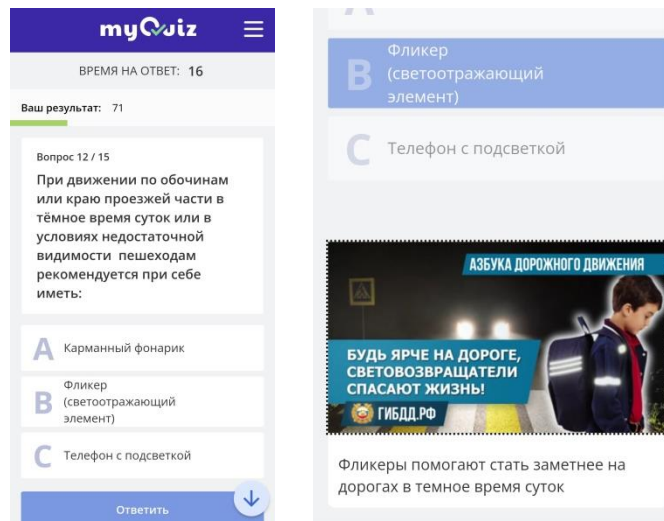 myQuiz
ВРЕМЯ НА ОТВЕТ: 16
Ваш результат: 71
Вопрос 12 / 15
При движении по обочинам
или краю проезжей части в
тёмное время суток или в
условиях недостаточной
видимости пешеходам
рекомендуется при себе
иметь:
A Карманный фонарик
B Фликер
(светоотражающий
элемент)
C Телефон с подсветкой
Ответить
B Фликер
(светоотражающий
элемент)
C Телефон с подсветкой
АЗБУКА ДОРОЖНОГО ДВИЖЕНИЯ
БУДЬ ЯРЧЕ НА ДОРОГЕ,
СВЕТОВОЗВРАЩАТЕЛИ
СПАСАЮТ ЖИЗНЬ!
ГИБДД.РФ
Фликеры помогают стать заметнее на
дорогах в темное время суток